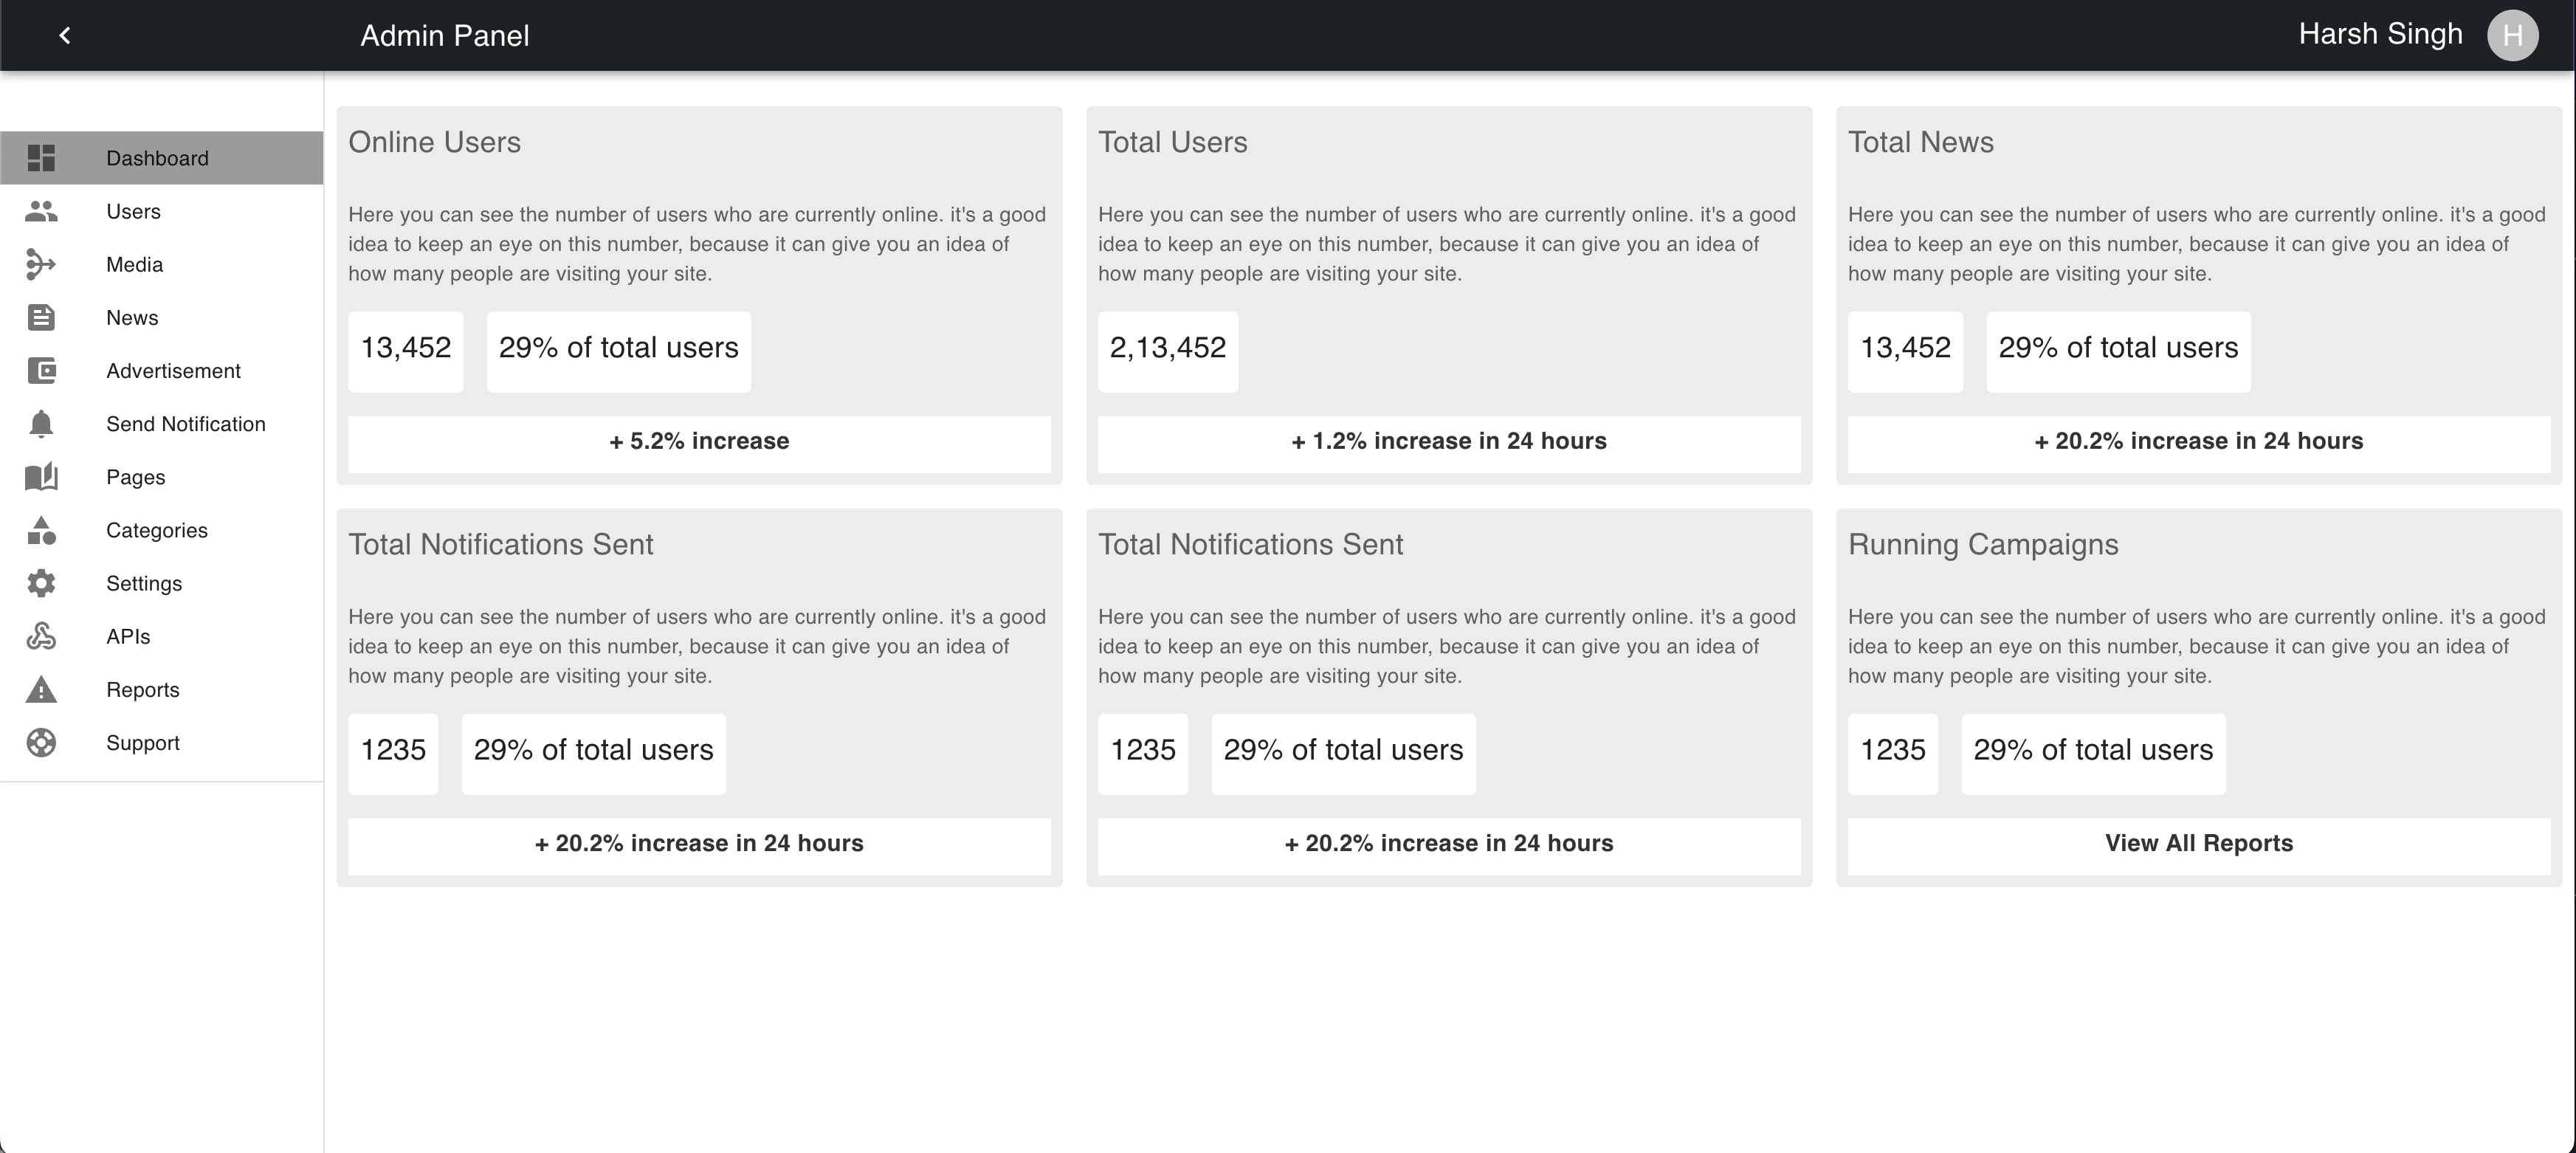 Admin Panel
Harsh Singh
H
Dashboard
Users
Media
News
Advertisement
Send Notification
Pages
Categories
Settings
APIs
Reports
Support
Online Users
Here you can see the number of users who are currently online. it's a good
idea to keep an eye on this number, because it can give you an idea of
how many people are visiting your site.
13,452
29% of total users
+ 5.2% increase
Total Users
Here you can see the number of users who are currently online. it's a good
idea to keep an eye on this number, because it can give you an idea of
how many people are visiting your site.
2,13,452
+ 1.2% increase in 24 hours
Total News
Here you can see the number of users who are currently online. it's a good
idea to keep an eye on this number, because it can give you an idea of
how many people are visiting your site.
13,452
29% of total users
+ 20.2% increase in 24 hours
Total Notifications Sent
Here you can see the number of users who are currently online. it's a good
idea to keep an eye on this number, because it can give you an idea of
how many people are visiting your site.
1235
29% of total users
+ 20.2% increase in 24 hours
Total Notifications Sent
Here you can see the number of users who are currently online. it's a good
idea to keep an eye on this number, because it can give you an idea of
how many people are visiting your site.
1235
29% of total users
+ 20.2% increase in 24 hours
Running Campaigns
Here you can see the number of users who are currently online. it's a good
idea to keep an eye on this number, because it can give you an idea of
how many people are visiting your site.
1235
29% of total users
View All Reports